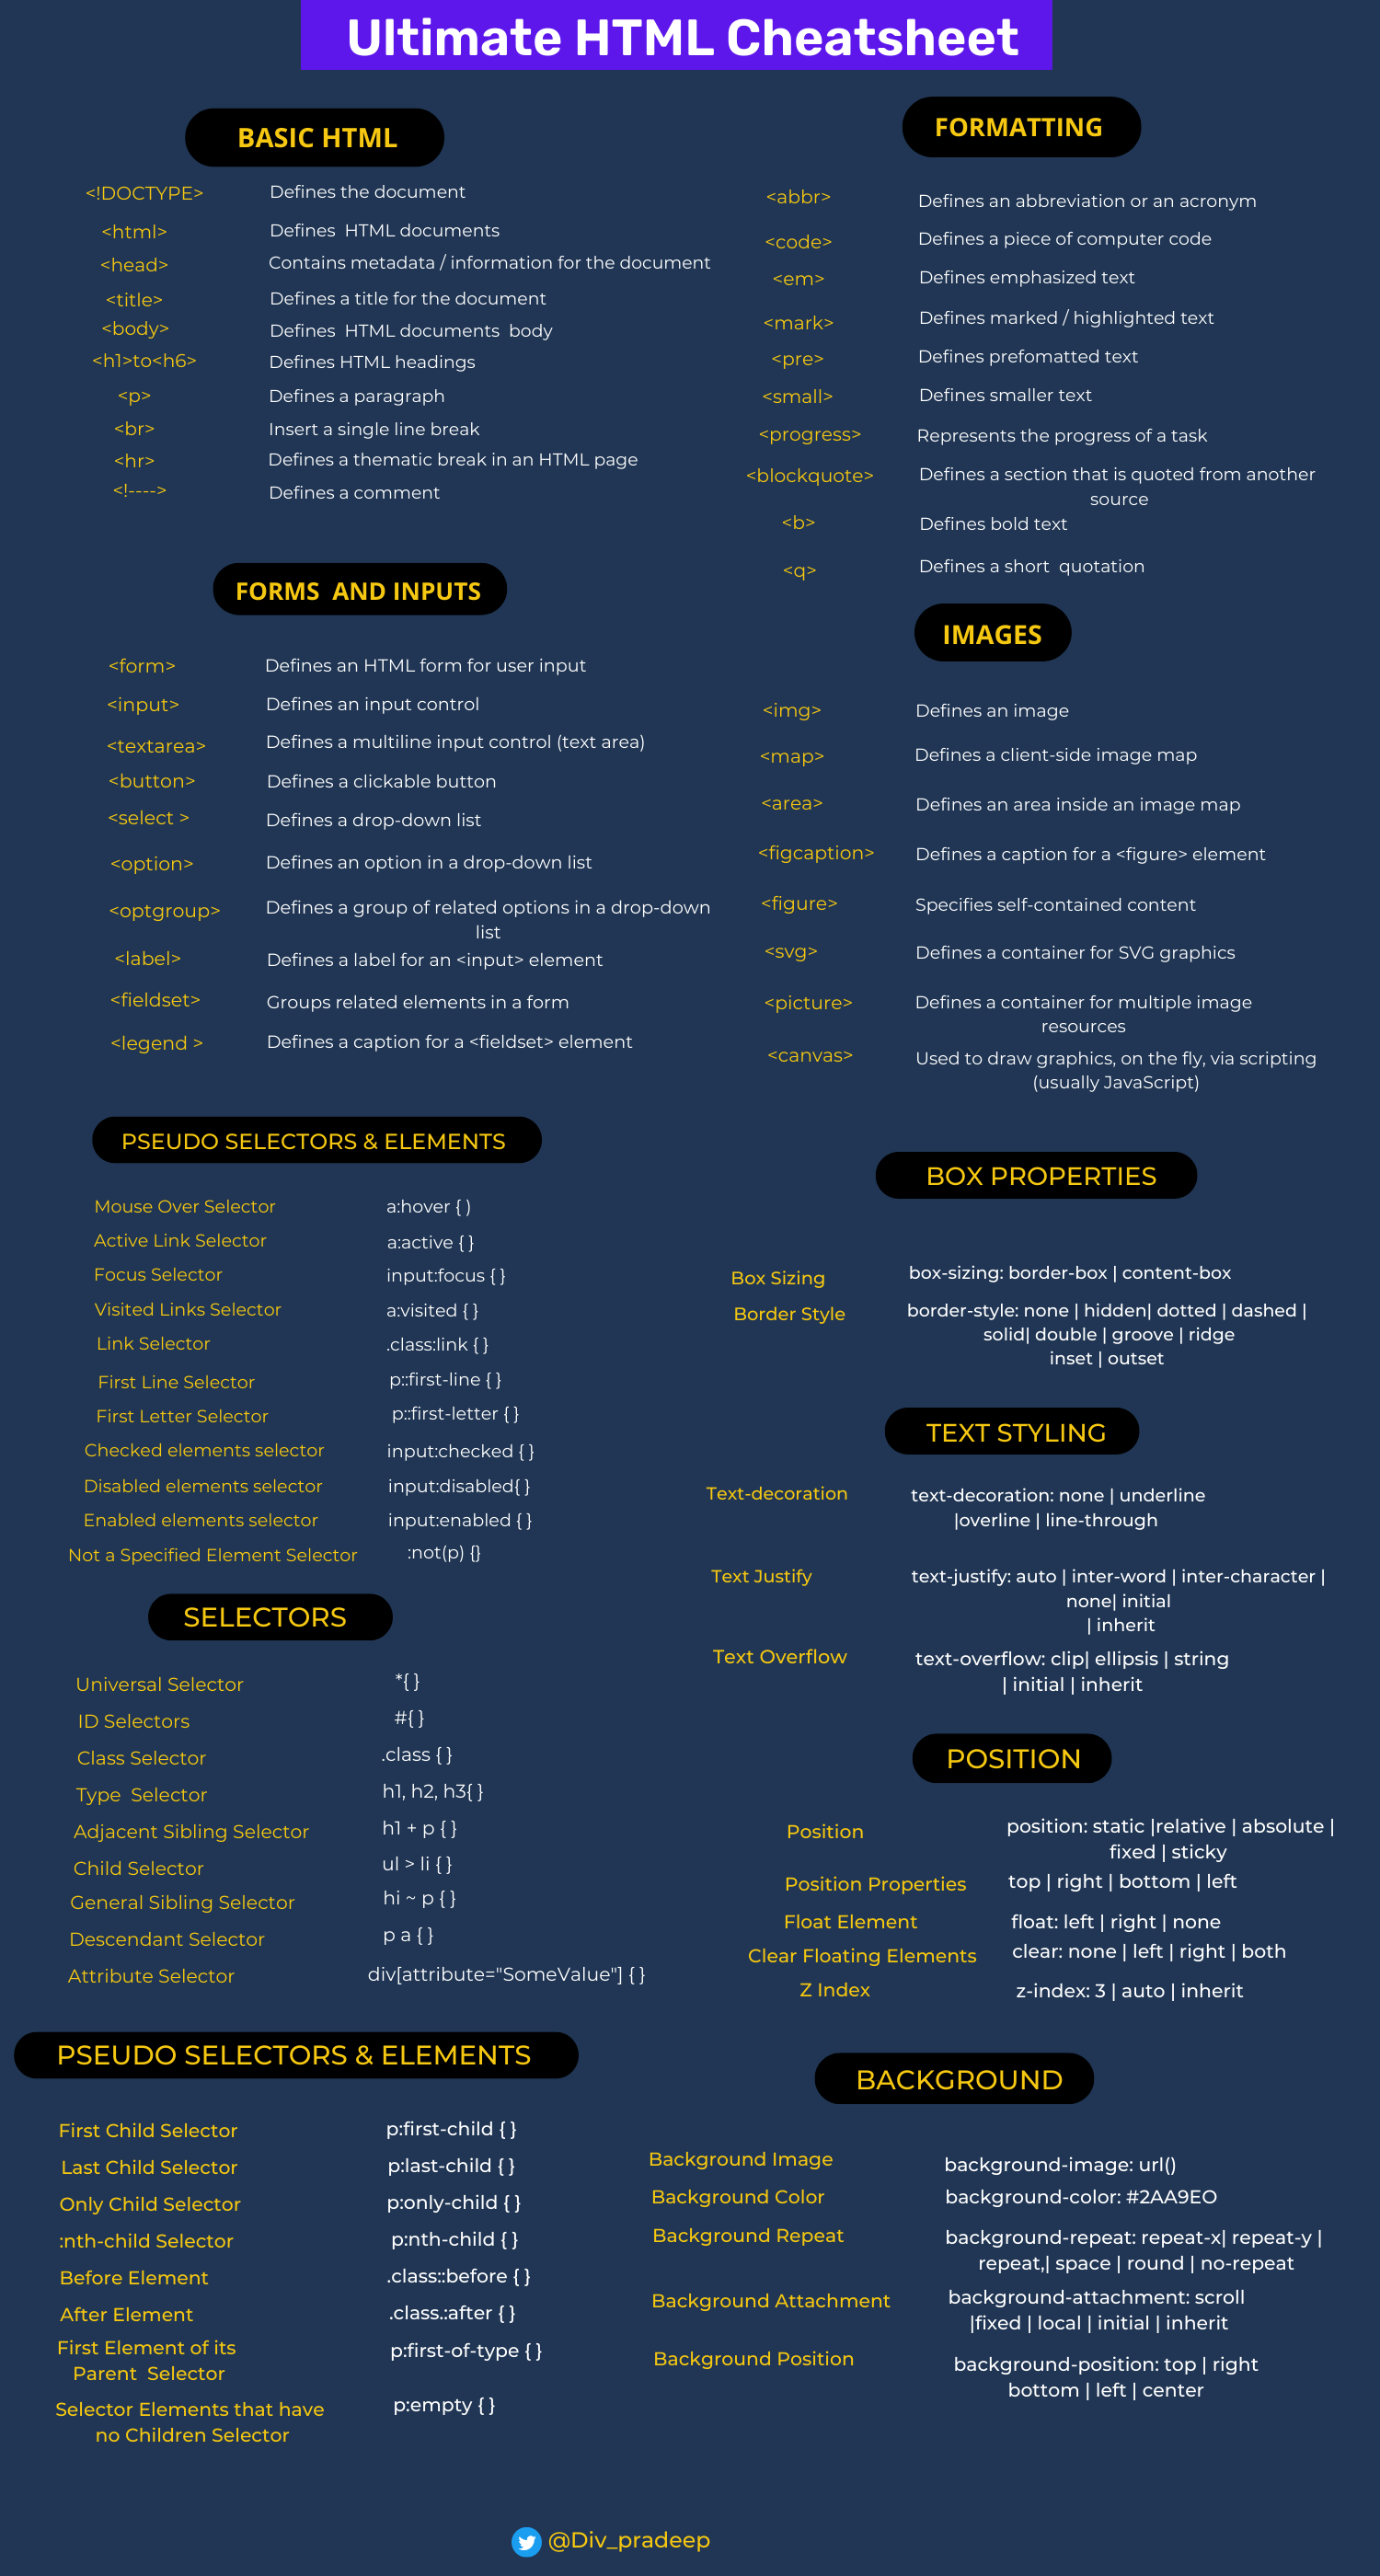 Ultimate HTML Cheatsheet
BASIC HTML
<!DOCTYPE> Defines the document
<html> Defines HTML documents
<head> Contains metadata / information for the document
<title> Defines a title for the document
<body> Defines HTML documents body
<h1>to<h6> Defines HTML headings
<p> Defines a paragraph
<br> Insert a single line break
<hr> Defines a thematic break in an HTML page
<!----> Defines a comment
FORMATTING
<abbr> Defines an abbreviation or an acronym
<code> Defines a piece of computer code
<em> Defines emphasized text
<mark> Defines marked / highlighted text
<pre> Defines prefomatted text
<small> Defines smaller text
<progress> Represents the progress of a task
<blockquote> Defines a section that is quoted from another
source
<b> Defines bold text
<q> Defines a short quotation
FORMS AND INPUTS
<form> Defines an HTML form for user input
<input> Defines an input control
<textarea> Defines a multiline input control (text area)
<button> Defines a clickable button
<select > Defines a drop-down list
<option> Defines an option in a drop-down list
<optgroup> Defines a group of related options in a drop-down
list
<label> Defines a label for an <input> element
<fieldset> Groups related elements in a form
<legend > Defines a caption for a <fieldset> element
IMAGES
<img> Defines an image
<map> Defines a client-side image map
<area> Defines an area inside an image map
<figcaption> Defines a caption for a <figure> element
<figure> Specifies self-contained content
<svg> Defines a container for SVG graphics
<picture> Defines a container for multiple image
resources
<canvas> Used to draw graphics, on the fly, via scripting
(usually JavaScript)
PSEUDO SELECTORS & ELEMENTS
Mouse Over Selector a:hover { )
Active Link Selector a:active { }
Focus Selector input:focus { }
Visited Links Selector a:visited { }
Link Selector .class:link { }
First Line Selector p::first-line { }
First Letter Selector p::first-letter { }
Checked elements selector input:checked { }
Disabled elements selector input:disabled{ }
Enabled elements selector input:enabled { }
Not a Specified Element Selector :not(p) {}
BOX PROPERTIES
Box Sizing box-sizing: border-box | content-box
Border Style border-style: none | hidden| dotted | dashed |
solid| double | groove | ridge
inset | outset
TEXT STYLING
Text-decoration text-decoration: none | underline
|overline | line-through
Text Justify text-justify: auto | inter-word | inter-character |
none| initial
| inherit
Text Overflow text-overflow: clip| ellipsis | string
| initial | inherit
SELECTORS
Universal Selector *{ }
ID Selectors #{ }
Class Selector .class { }
Type Selector h1, h2, h3{ }
Adjacent Sibling Selector h1 + p { }
Child Selector ul > li { }
General Sibling Selector hi ~ p { }
Descendant Selector p a { }
Attribute Selector div[attribute="SomeValue"] { }
POSITION
Position position: static |relative | absolute |
fixed | sticky
Position Properties top | right | bottom | left
Float Element float: left | right | none
Clear Floating Elements clear: none | left | right | both
Z Index z-index: 3 | auto | inherit
PSEUDO SELECTORS & ELEMENTS
First Child Selector p:first-child { }
Last Child Selector p:last-child { }
Only Child Selector p:only-child { }
:nth-child Selector p:nth-child { }
Before Element .class::before { }
After Element .class.:after { }
First Element of its
Parent Selector p:first-of-type { }
Selector Elements that have
no Children Selector p:empty { }
BACKGROUND
Background Image background-image: url()
Background Color background-color: #2AA9EO
Background Repeat background-repeat: repeat-x| repeat-y |
repeat,| space | round | no-repeat
Background Attachment background-attachment: scroll
|fixed | local | initial | inherit
Background Position background-position: top | right
bottom | left | center
@Div_pradeep